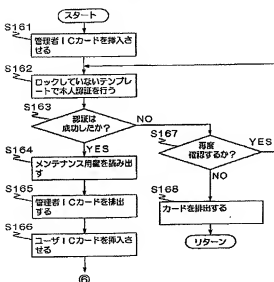 スタート
S161
管理者ICカードを挿入さ
せる
S162
ロックしていないテンプレ
ートで本人認証を行う
S163
認証は
成功したか？
NO
YES
S167
再度
確認するか？
YES
NO
S164
メンテナンス用鍵を読み出
す
S165
管理者ICカードを排出
する
S168
カードを排出する
リターン
S166
ユーザICカードを挿入さ
せる
⑥